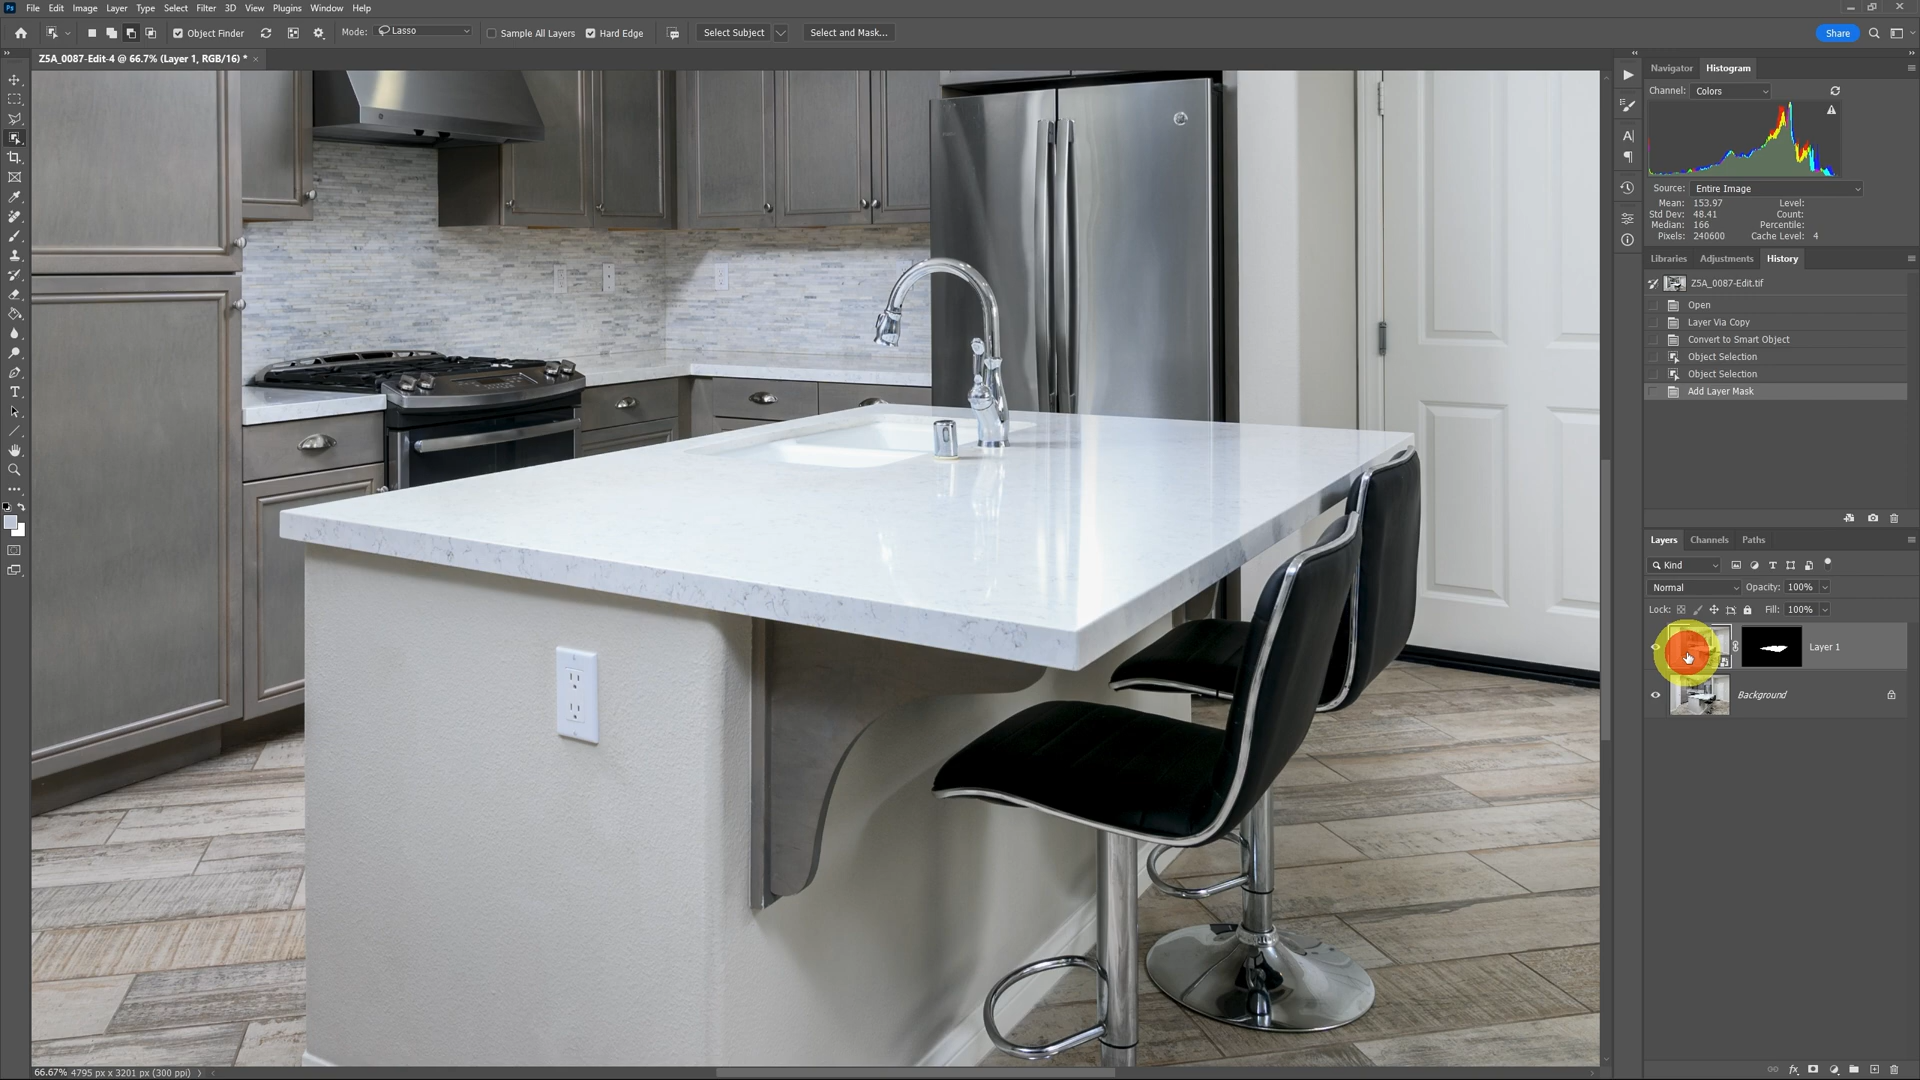 Ps File Edit Image Layer Type Select Filter 3D View Plugins Window Help
Object Finder Mode: Lasso Sample All Layers Hard Edge Select Subject Select and Mask... Share
Z5A_0087-Edit-4 @ 66.7% (Layer 1, RGB/16) * ×
Navigator Histogram
Channel: Colors
Source: Entire Image
Mean: 153.97 Level:
Std Dev: 48.41 Count:
Median: 166 Percentile:
Pixels: 240600 Cache Level: 4
Libraries Adjustments History
Z5A_0087-Edit.tif
Open
Layer Via Copy
Convert to Smart Object
Object Selection
Object Selection
Add Layer Mask
Layers Channels Paths
Kind
Normal Opacity: 100%
Lock: Fill: 100%
Layer 1
Background
66.67% 4795 px x 3201 px (300 ppi)